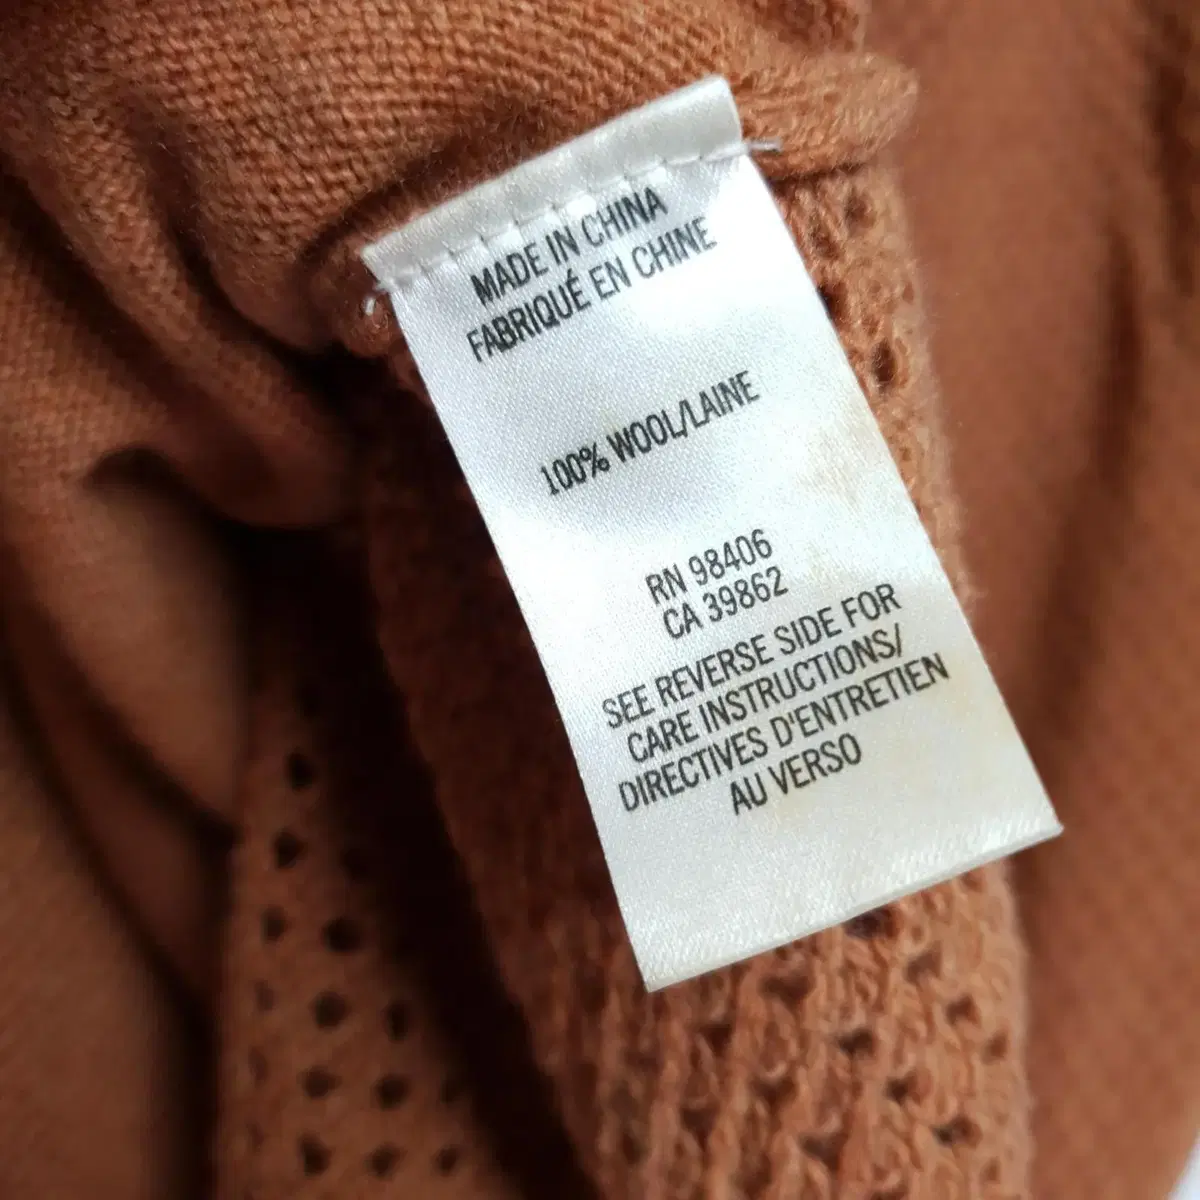 MADE IN CHINA
FABRIQUÉ EN CHINE
100% WOOL/LAINE
RN 98406
CA 39862
SEE REVERSE SIDE FOR
CARE INSTRUCTIONS/
DIRECTIVES D'ENTRETIEN
AU VERSO